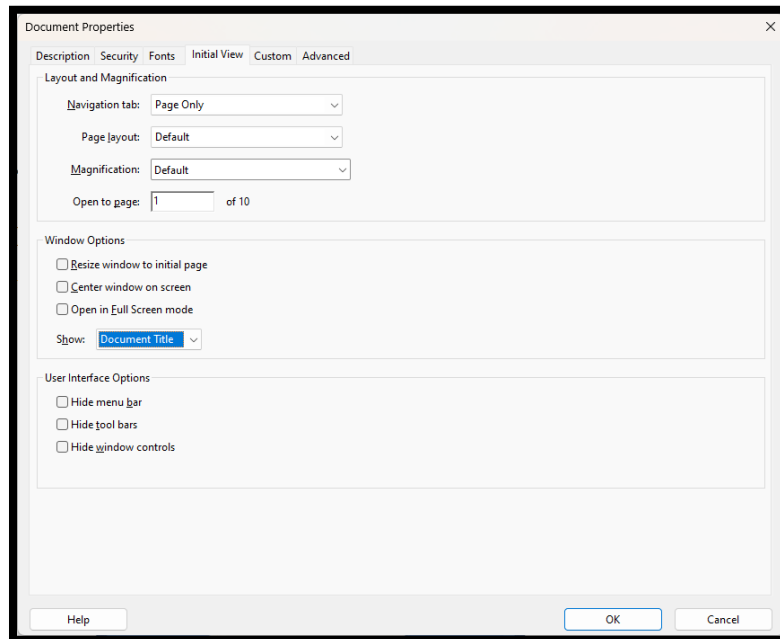 Document Properties
Description Security Fonts Initial View Custom Advanced
Layout and Magnification
Navigation tab: Page Only
Page layout: Default
Magnification: Default
Open to page: 1 of 10
Window Options
Resize window to initial page
Center window on screen
Open in Full Screen mode
Show: Document Title
User Interface Options
Hide menu bar
Hide tool bars
Hide window controls
Help OK Cancel